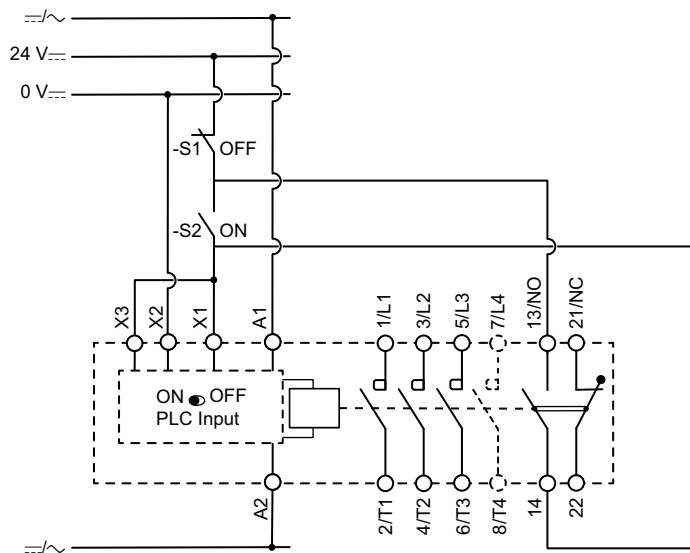 ⎓/∼
24 V⎓
0 V⎓
-S1 OFF
-S2 ON
X3 X2 X1 A1 1/L1 3/L2 5/L3 7/L4 13/NO 21/NC
ON OFF
PLC Input
A2 2/T1 4/T2 6/T3 8/T4 14 22
⎓/∼